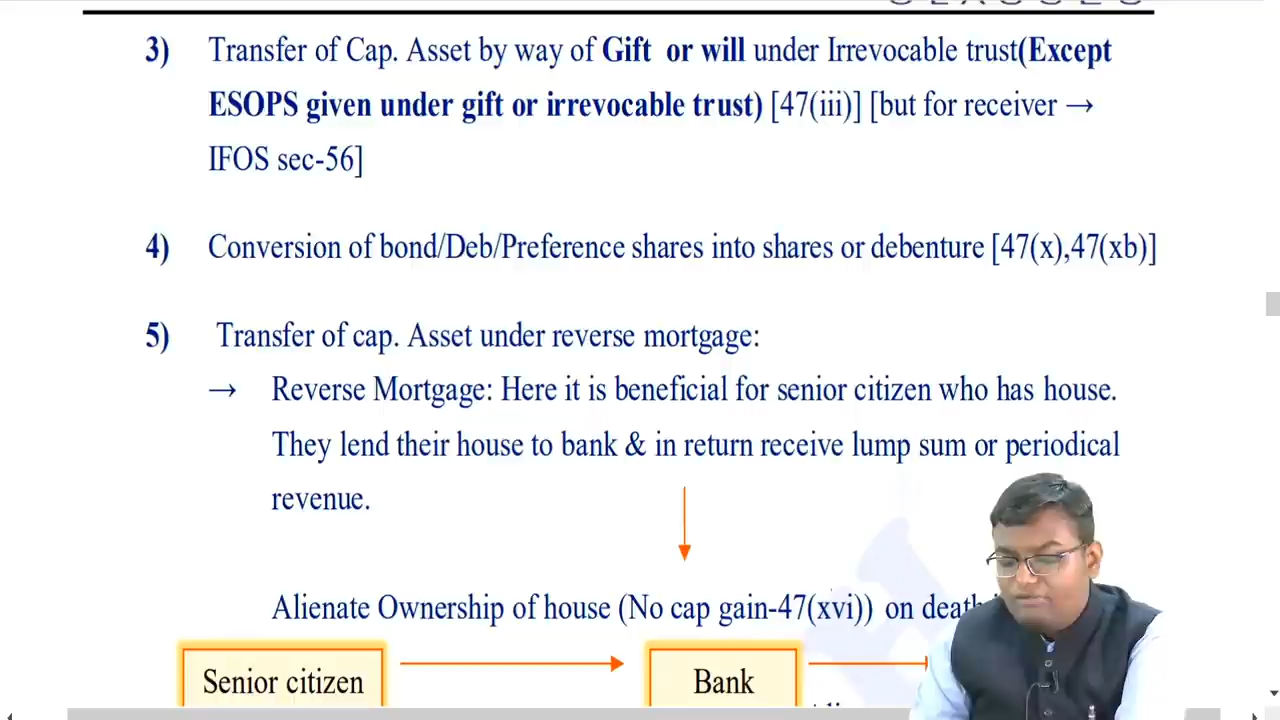 3) Transfer of Cap. Asset by way of Gift or will under Irrevocable trust(Except
ESOPS given under gift or irrevocable trust) [47(iii)] [but for receiver →
IFOS sec-56]
4) Conversion of bond/Deb/Preference shares into shares or debenture [47(x),47(xb)]
5) Transfer of cap. Asset under reverse mortgage:
→ Reverse Mortgage: Here it is beneficial for senior citizen who has house.
They lend their house to bank & in return receive lump sum or periodical
revenue.
Alienate Ownership of house (No cap gain-47(xvi)) on death
Senior citizen
Bank